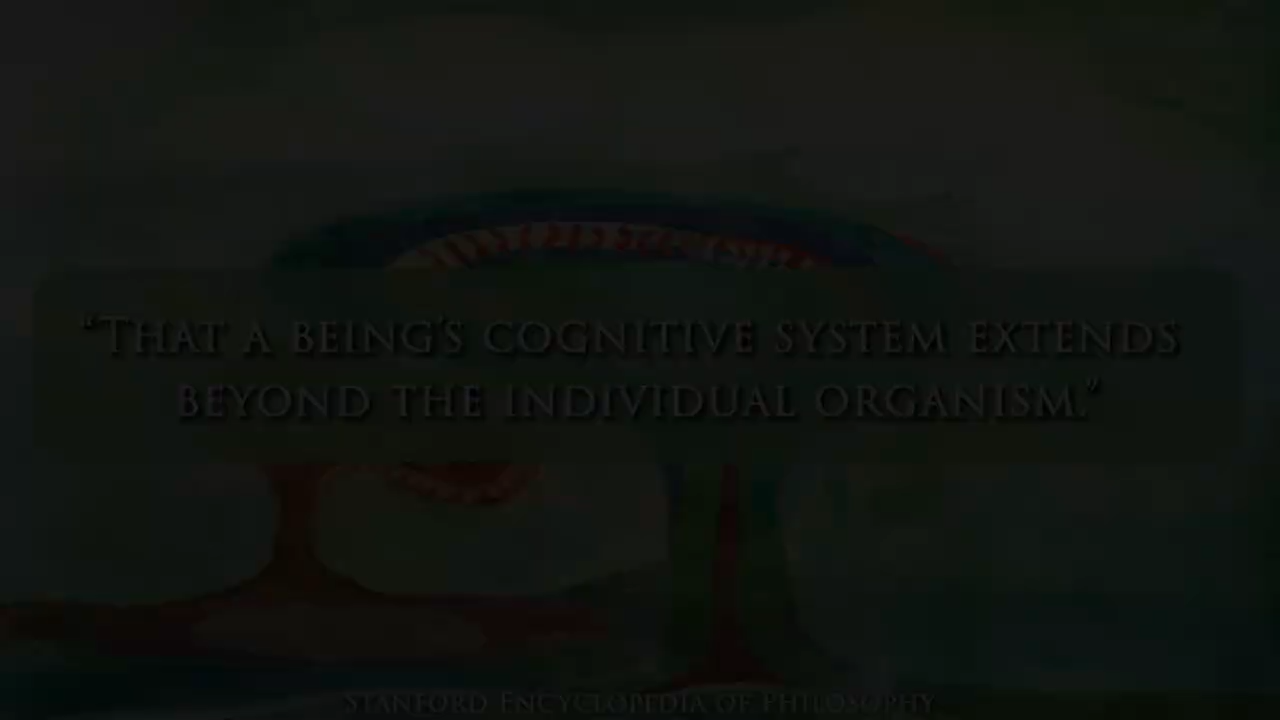 “That a being’s cognitive system extends
beyond the individual organism.”
Stanford Encyclopedia of Philosophy